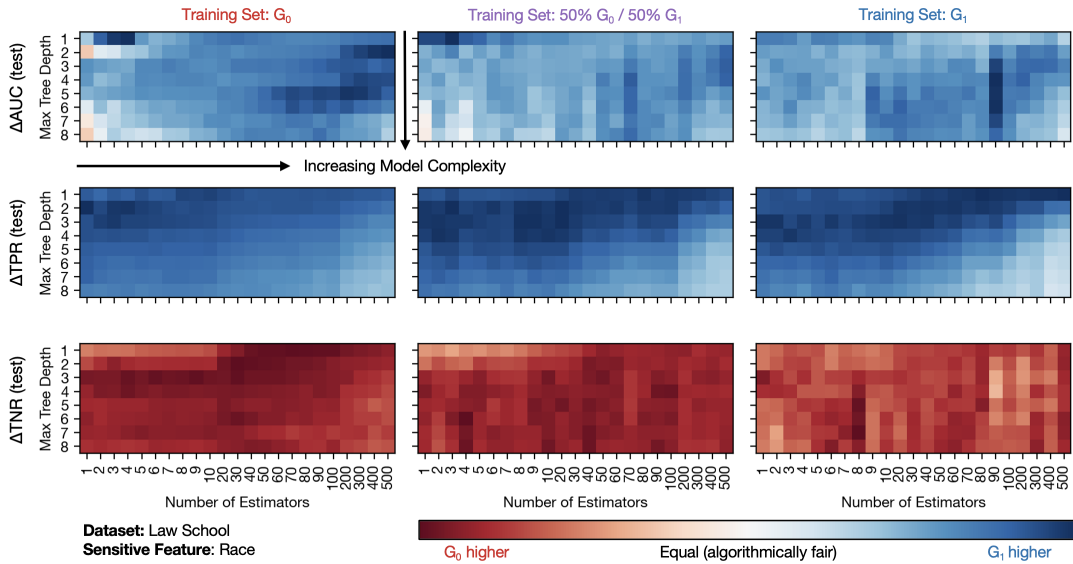 Training Set: G₀
Training Set: 50% G₀ / 50% G₁
Training Set: G₁
ΔAUC (test)
Max Tree Depth
1
2
3
4
5
6
7
8
Increasing Model Complexity
ΔTPR (test)
Max Tree Depth
1
2
3
4
5
6
7
8
ΔTNR (test)
Max Tree Depth
1
2
3
4
5
6
7
8
1 2 3 4 5 6 7 8 9 10 20 30 40 50 60 70 80 90 100 200 300 400 500
1 2 3 4 5 6 7 8 9 10 20 30 40 50 60 70 80 90 100 200 300 400 500
1 2 3 4 5 6 7 8 9 10 20 30 40 50 60 70 80 90 100 200 300 400 500
Number of Estimators
Number of Estimators
Number of Estimators
Dataset: Law School
Sensitive Feature: Race
G₀ higher
Equal (algorithmically fair)
G₁ higher